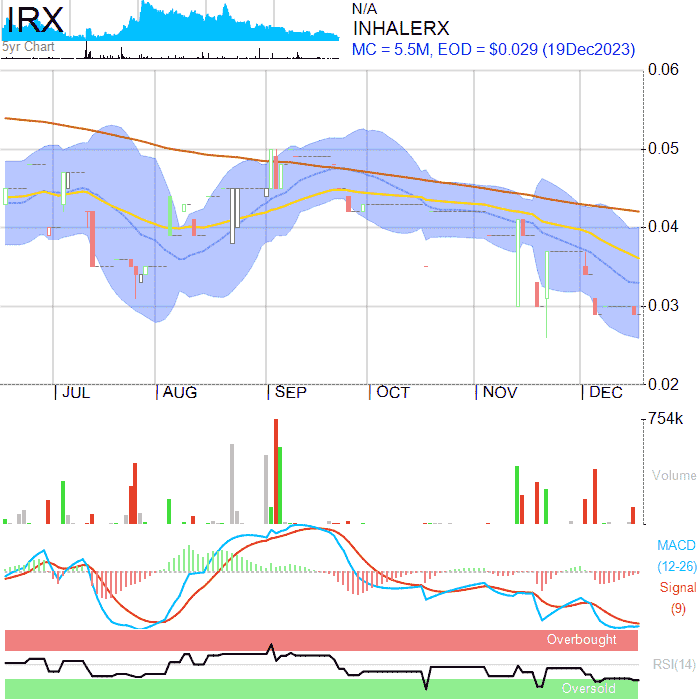 IRX
5yr Chart
N/A
INHALERX
MC = 5.5M, EOD = $0.029 (19Dec2023)
0.06
0.05
0.04
0.03
0.02
JUL AUG SEP OCT NOV DEC
754k
Volume
MACD
(12-26)
Signal
(9)
Overbought
RSI(14)
Oversold